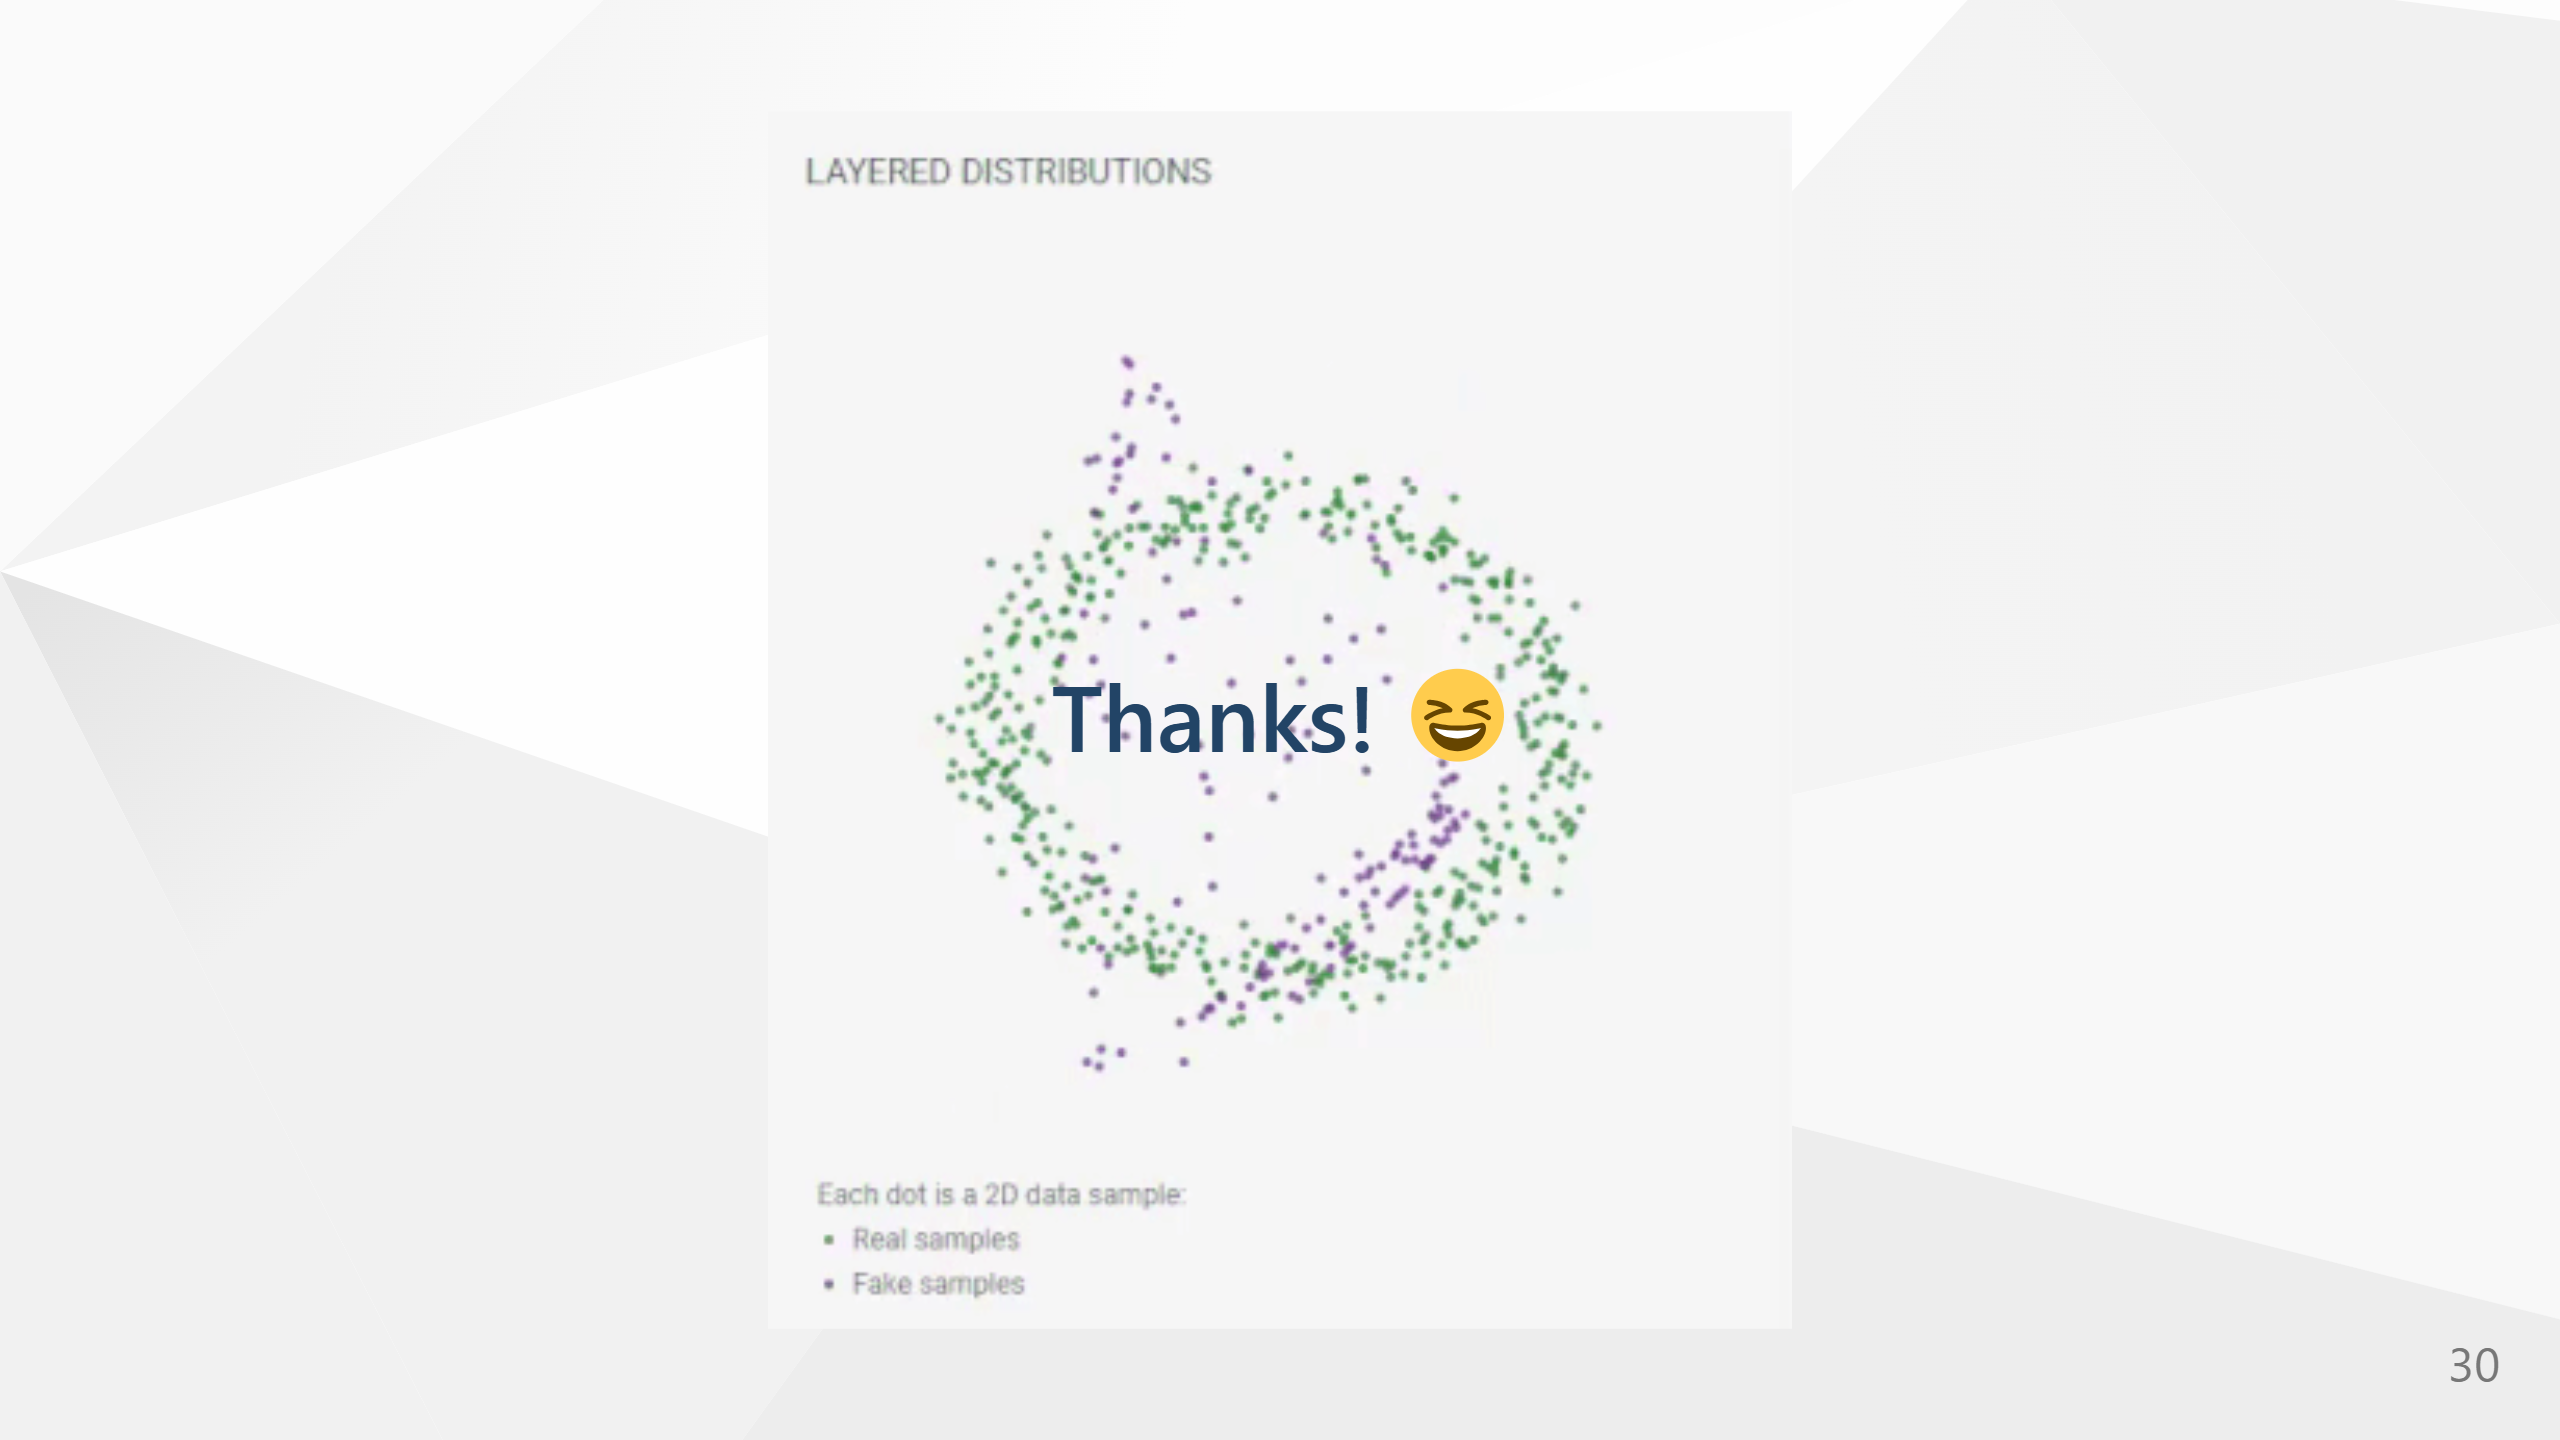 LAYERED DISTRIBUTIONS
Thanks! 😆
Each dot is a 2D data sample:
Real samples
Fake samples
30